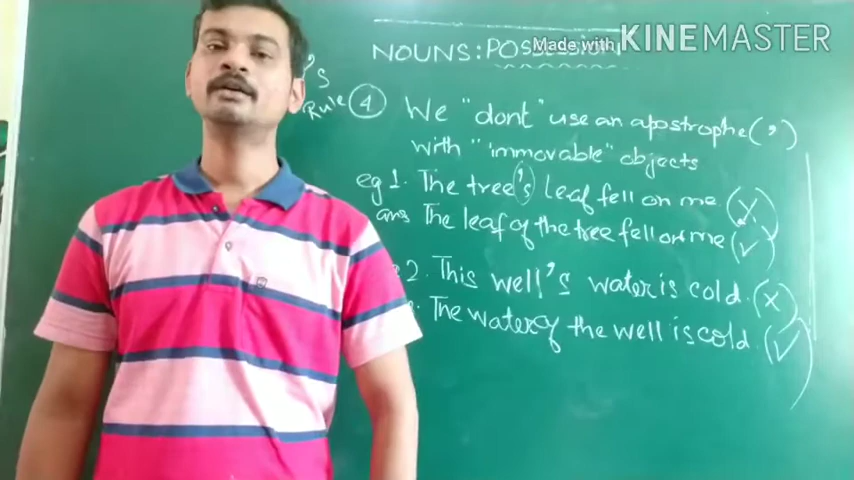 Made with KINEMASTER
NOUNS: POSSESSION
's
Rule 4 We "dont" use an apostrophe (')
with "immovable" objects
eg 1. The tree's leaf fell on me (X)
ans The leaf of the tree fell on me (✓)
2. This well's water is cold. (X)
The water of the well is cold. (✓)